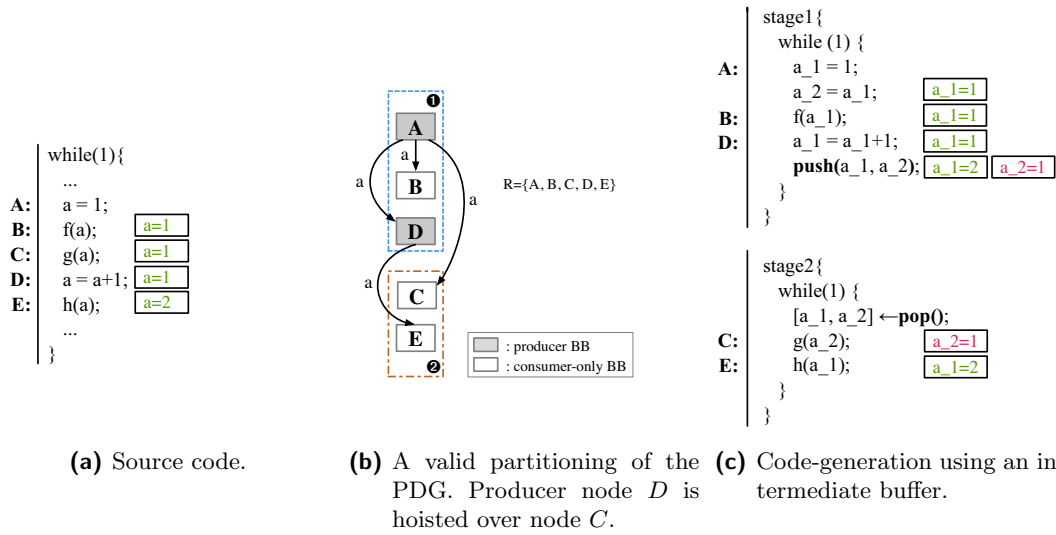 while(1){
...
A: a = 1;
B: f(a); a=1
C: g(a); a=1
D: a = a+1; a=1
E: h(a); a=2
...
}
(a) Source code.
❶
A
a
B
a
a
R={A, B, C, D, E}
D
a
C
E
❷
: producer BB
: consumer-only BB
(b) A valid partitioning of the
PDG. Producer node D is
hoisted over node C.
stage1{
while (1) {
A: a_1 = 1;
a_2 = a_1; a_1=1
B: f(a_1); a_1=1
D: a_1 = a_1+1; a_1=1
push(a_1, a_2); a_1=2 a_2=1
}
}
stage2{
while(1) {
[a_1, a_2] ←pop();
C: g(a_2); a_2=1
E: h(a_1); a_1=2
}
}
(c) Code-generation using an in
termediate buffer.